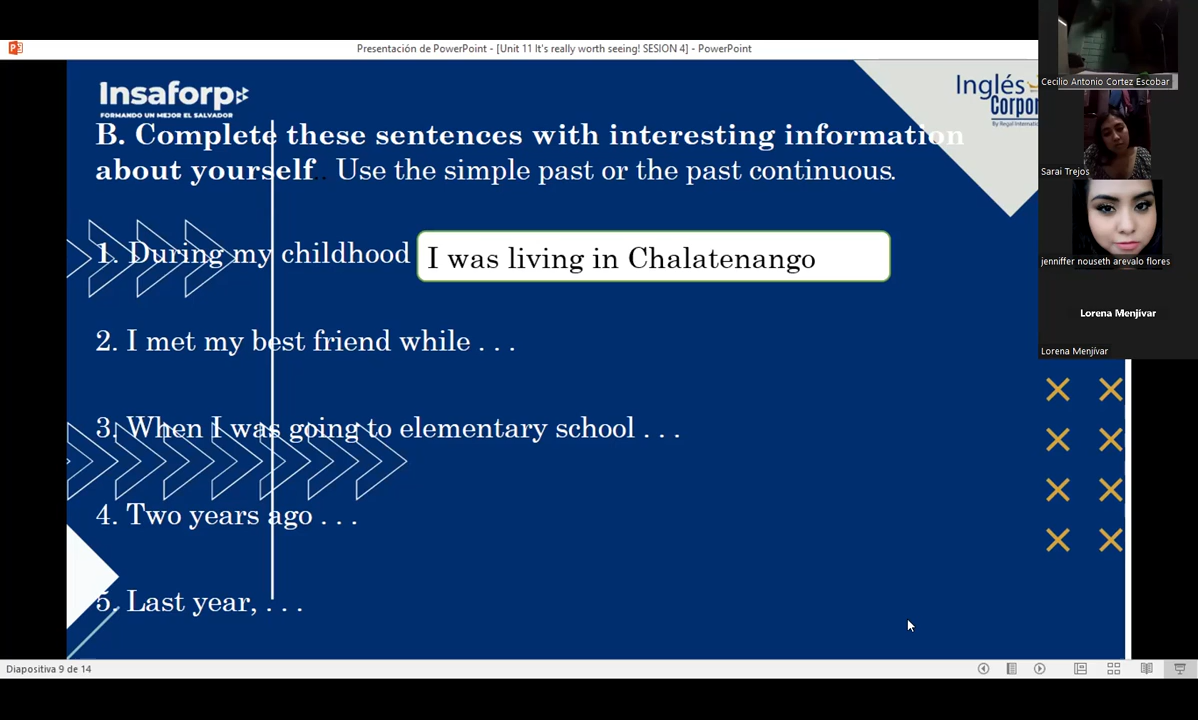 Presentación de PowerPoint - [Unit 11 It's really worth seeing! SESION 4] - PowerPoint
Insaforp
FORMANDO UN MEJOR EL SALVADOR
Inglés
Corpor
B. Complete these sentences with interesting information
about yourself.. Use the simple past or the past continuous.
1. During my childhood
I was living in Chalatenango
2. I met my best friend while . . .
3. When I was going to elementary school . . .
4. Two years ago . . .
5. Last year, . . .
Cecilio Antonio Cortez Escobar
Sarai Trejos
jenniffer nouseth arevalo flores
Lorena Menjivar
Lorena Menjívar
Diapositiva 9 de 14